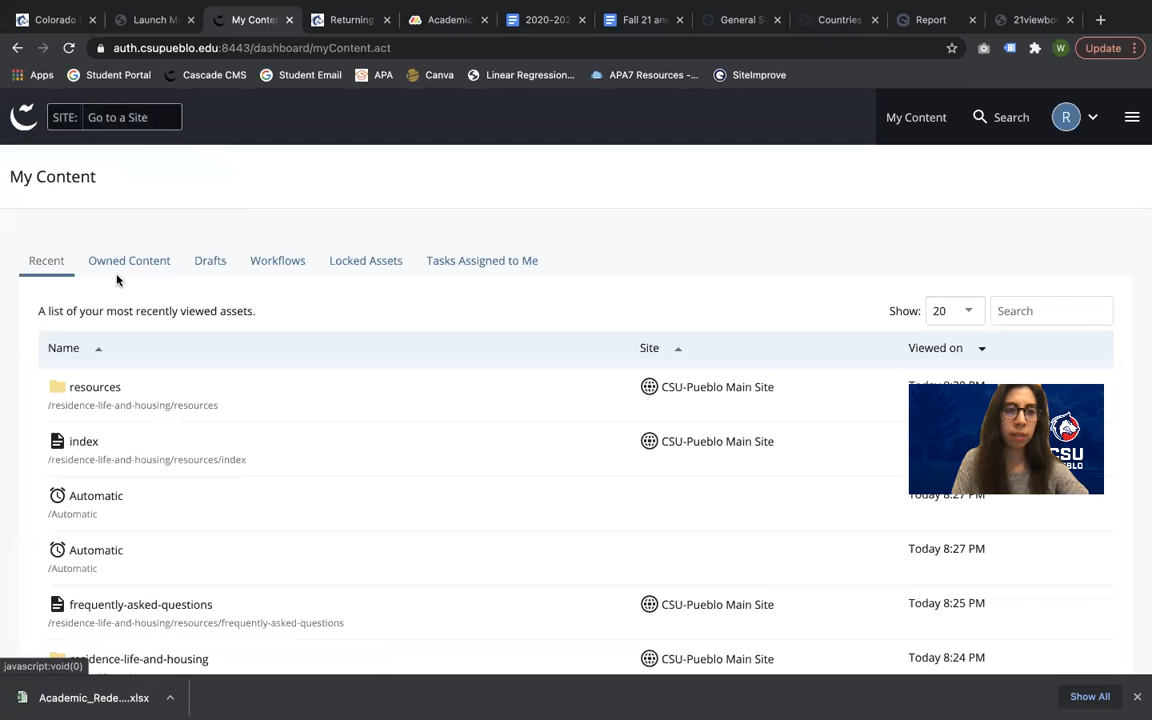 Colorado S
Launch M
My Conten
Returning
Academic
2020-202
Fall 21 an
General S
Countries
Report
21viewbo
auth.csupueblo.edu:8443/dashboard/myContent.act
W
Update
Apps
Student Portal
Cascade CMS
Student Email
APA
Canva
Linear Regression...
APA7 Resources -...
SiteImprove
SITE: Go to a Site
My Content
Search
R
My Content
Recent
Owned Content
Drafts
Workflows
Locked Assets
Tasks Assigned to Me
A list of your most recently viewed assets.
Show: 20
Search
Name
Site
Viewed on
resources
CSU-Pueblo Main Site
/residence-life-and-housing/resources
index
CSU-Pueblo Main Site
/residence-life-and-housing/resources/index
CSU
Automatic
Today 8:27 PM
/Automatic
Automatic
Today 8:27 PM
/Automatic
frequently-asked-questions
CSU-Pueblo Main Site
Today 8:25 PM
/residence-life-and-housing/resources/frequently-asked-questions
residence-life-and-housing
CSU-Pueblo Main Site
Today 8:24 PM
javascript:void(0)
Academic_Rede....xlsx
Show All